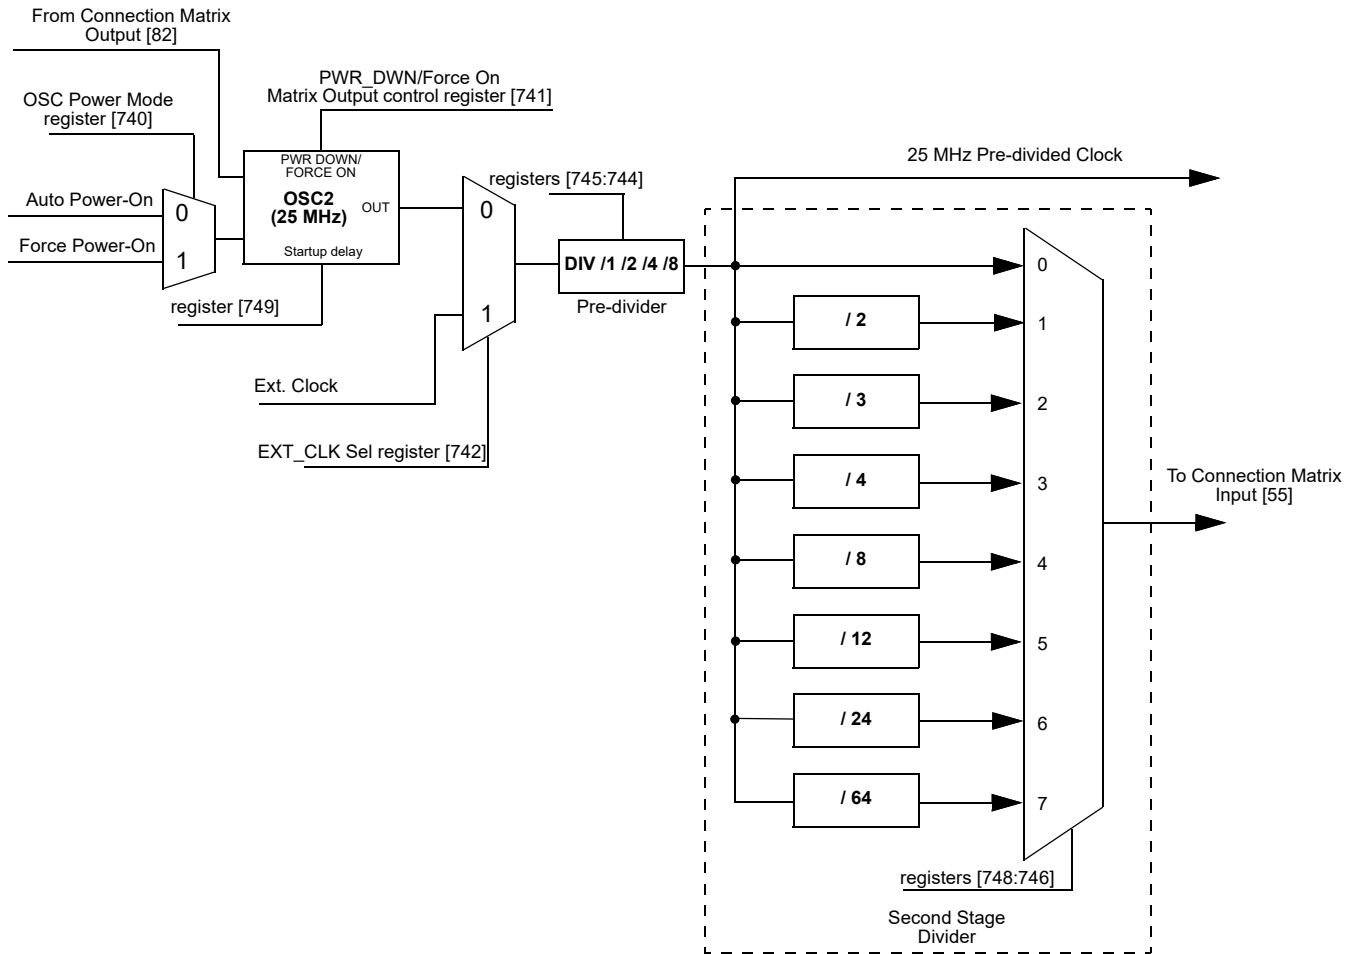 From Connection Matrix
Output [82]
PWR_DWN/Force On
Matrix Output control register [741]
OSC Power Mode
register [740]
PWR DOWN/
FORCE ON
OSC2
(25 MHz)
OUT
Startup delay
Auto Power-On
0
Force Power-On
1
register [749]
0
1
Ext. Clock
EXT_CLK Sel register [742]
registers [745:744]
DIV /1 /2 /4 /8
Pre-divider
25 MHz Pre-divided Clock
0
/ 2
1
/ 3
2
/ 4
3
/ 8
4
/ 12
5
/ 24
6
/ 64
7
To Connection Matrix
Input [55]
registers [748:746]
Second Stage
Divider